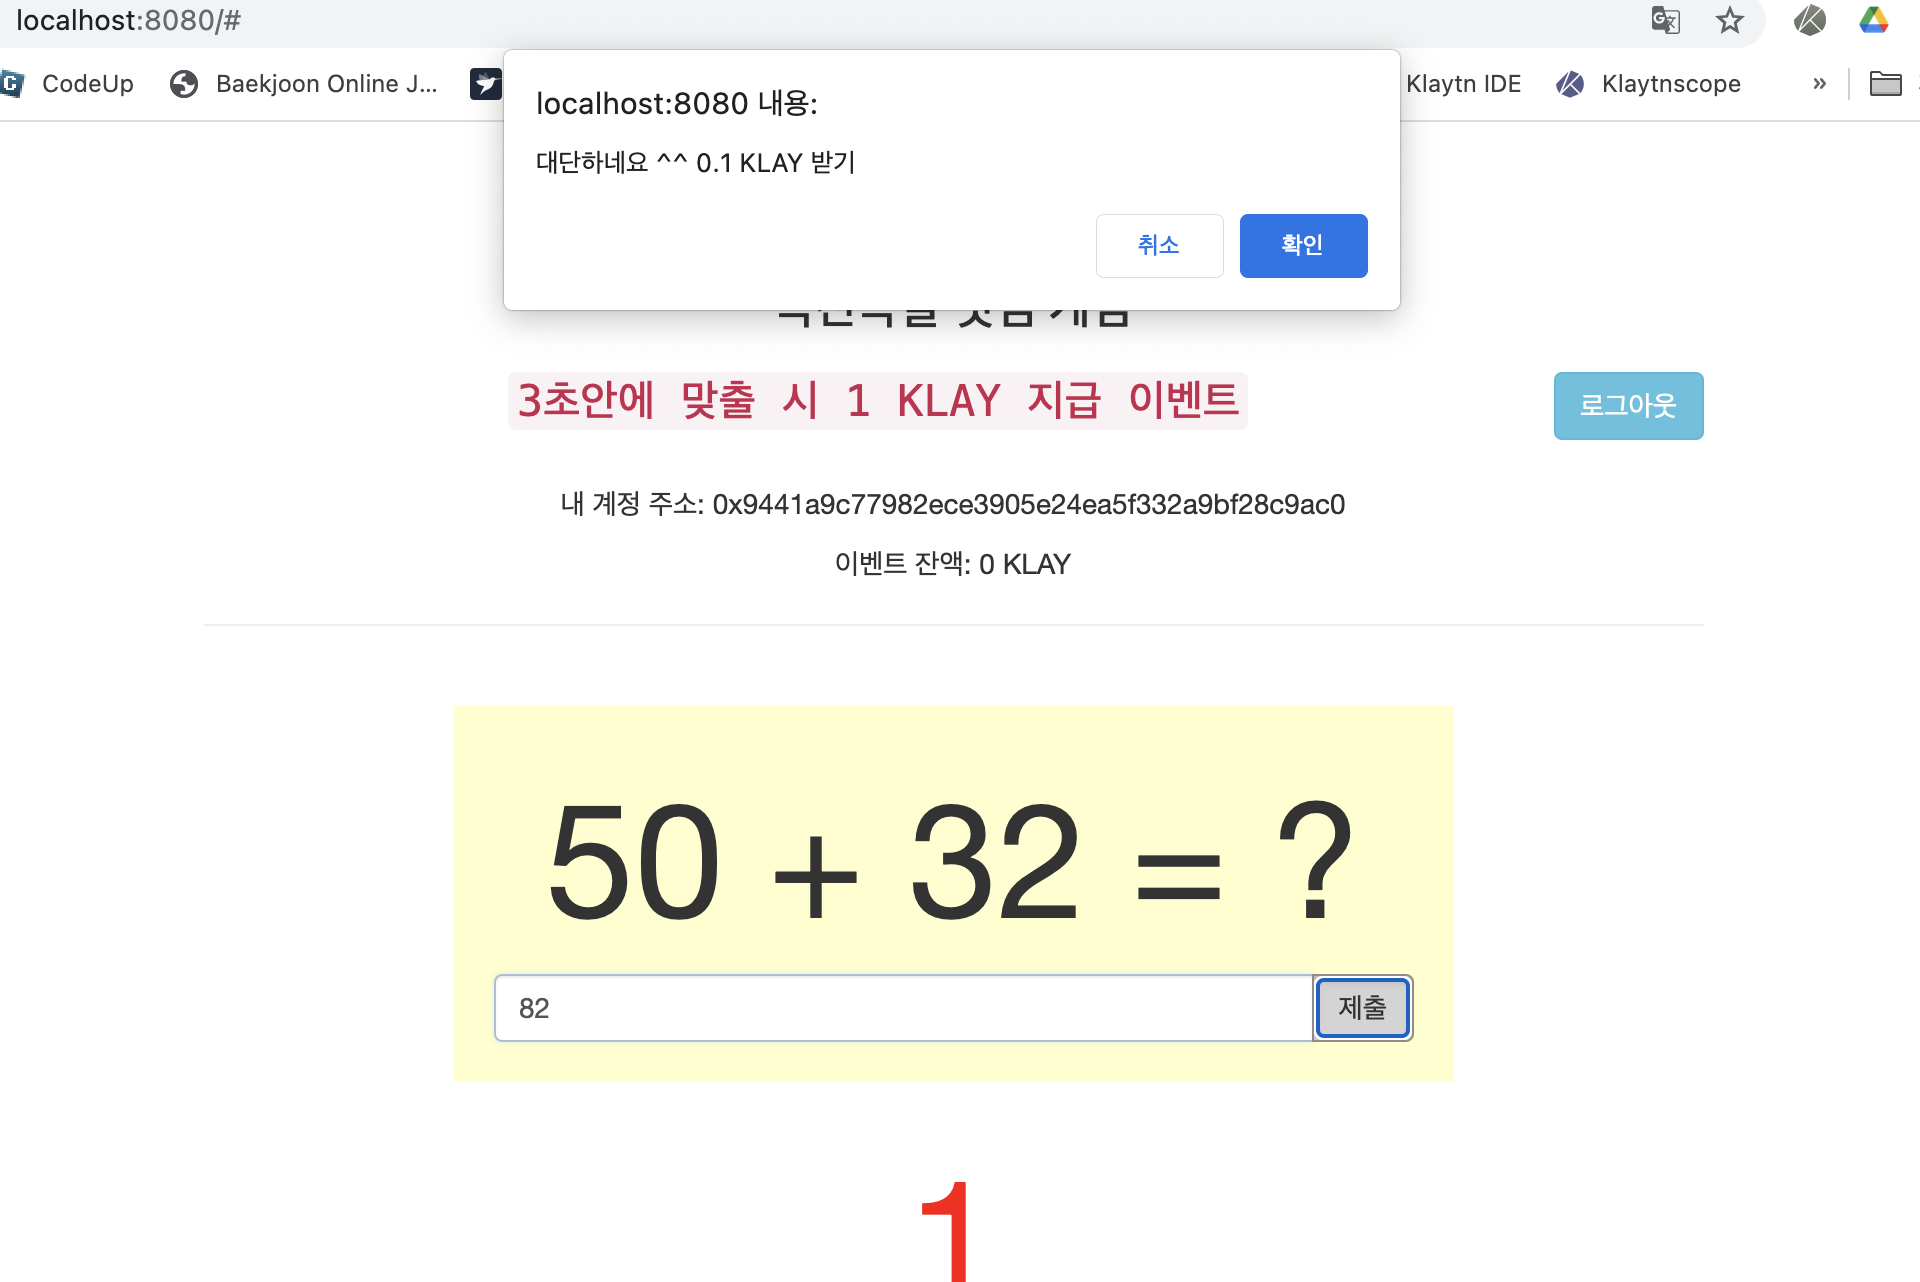 localhost:8080/#
CodeUp
Baekjoon Online J...
Klaytn IDE
Klaytnscope
»
localhost:8080 내용:
대단하네요 ^^ 0.1 KLAY 받기
취소
확인
3초안에 맞출 시 1 KLAY 지급 이벤트
로그아웃
내 계정 주소: 0x9441a9c77982ece3905e24ea5f332a9bf28c9ac0
이벤트 잔액: 0 KLAY
50 + 32 = ?
82
제출
1